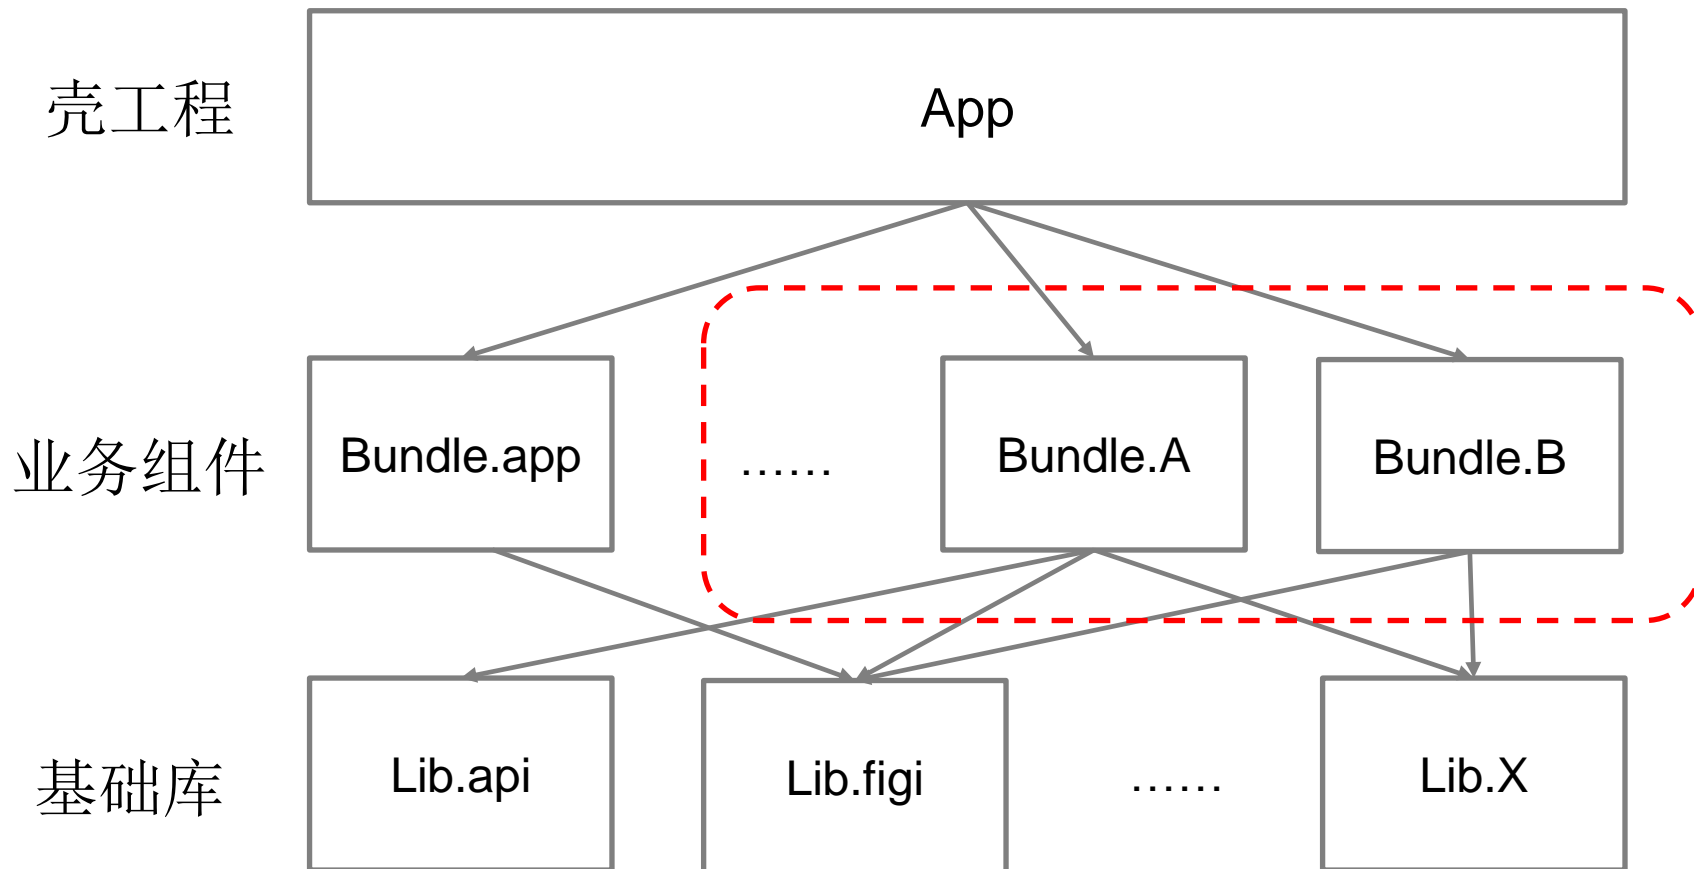 壳工程
App
业务组件
Bundle.app
……
Bundle.A
Bundle.B
基础库
Lib.api
Lib.figi
……
Lib.X